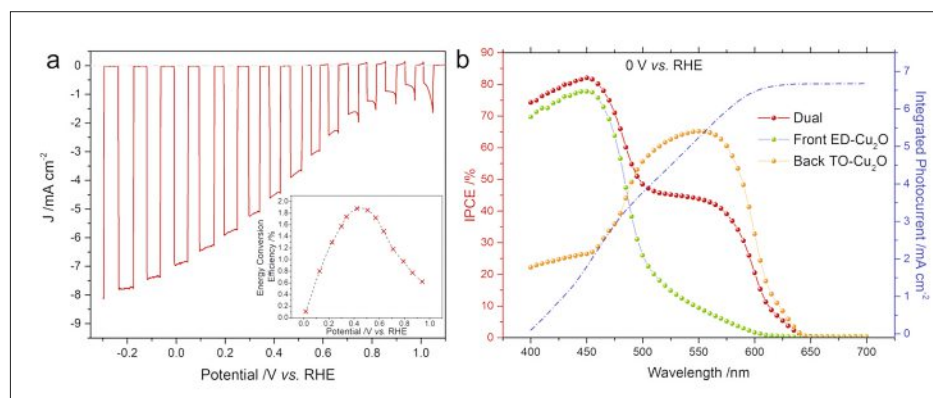 a
J /mA cm-2
0
-1
-2
-3
-4
-5
-6
-7
-8
-9
-0.2 0.0 0.2 0.4 0.6 0.8 1.0
Potential /V vs. RHE
Energy Conversion
Efficiency /%
2.0
1.8
1.6
1.4
1.2
1.0
0.8
0.6
0.4
0.2
0.0
0.0 0.2 0.4 0.6 0.8 1.0
Potential /V vs. RHE
b
0 V vs. RHE
IPCE /%
90
80
70
60
50
40
30
20
10
0
Dual
Front ED-Cu2O
Back TO-Cu2O
400 450 500 550 600 650 700
Wavelength /nm
7
6
5
4
3
2
1
0
Integrated Photocurrent /mA cm-2